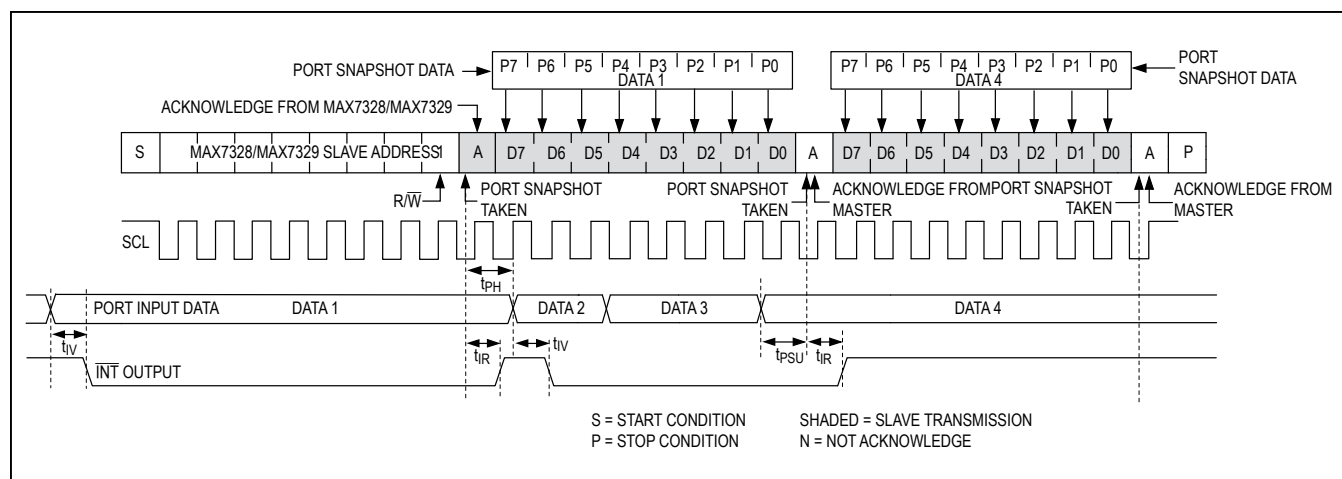 P7 P6 P5 P4 P3 P2 P1 P0
DATA 1
P7 P6 P5 P4 P3 P2 P1 P0
DATA 4
PORT SNAPSHOT DATA
PORT
SNAPSHOT DATA
ACKNOWLEDGE FROM MAX7328/MAX7329
S MAX7328/MAX7329 SLAVE ADDRESS 1 A D7 D6 D5 D4 D3 D2 D1 D0 A D7 D6 D5 D4 D3 D2 D1 D0 A P
R/W̅
PORT SNAPSHOT
TAKEN
PORT SNAPSHOT
TAKEN
ACKNOWLEDGE FROM
MASTER
PORT SNAPSHOT
TAKEN
ACKNOWLEDGE FROM
MASTER
SCL
tPH
PORT INPUT DATA DATA 1 DATA 2 DATA 3 DATA 4
tIV tIR tIV tPSU tIR
I̅N̅T̅ OUTPUT
S = START CONDITION SHADED = SLAVE TRANSMISSION
P = STOP CONDITION N = NOT ACKNOWLEDGE